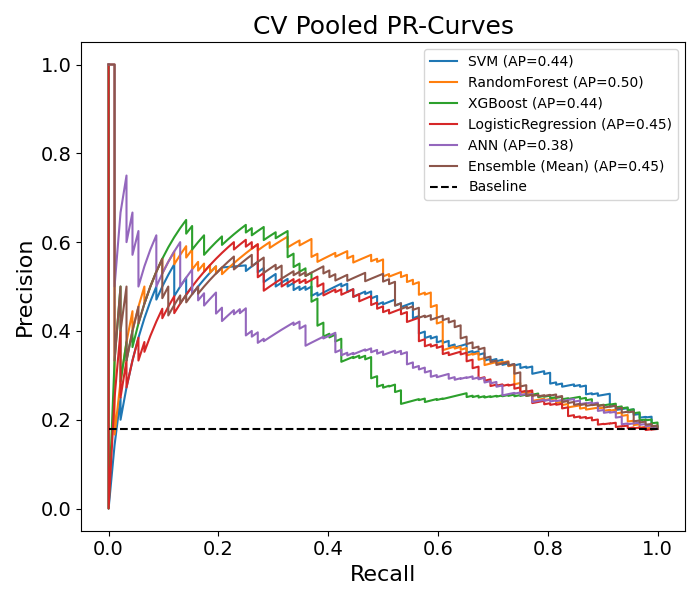 CV Pooled PR-Curves
SVM (AP=0.44)
RandomForest (AP=0.50)
XGBoost (AP=0.44)
LogisticRegression (AP=0.45)
ANN (AP=0.38)
Ensemble (Mean) (AP=0.45)
Baseline
Precision
1.0
0.8
0.6
0.4
0.2
0.0
0.0 0.2 0.4 0.6 0.8 1.0
Recall